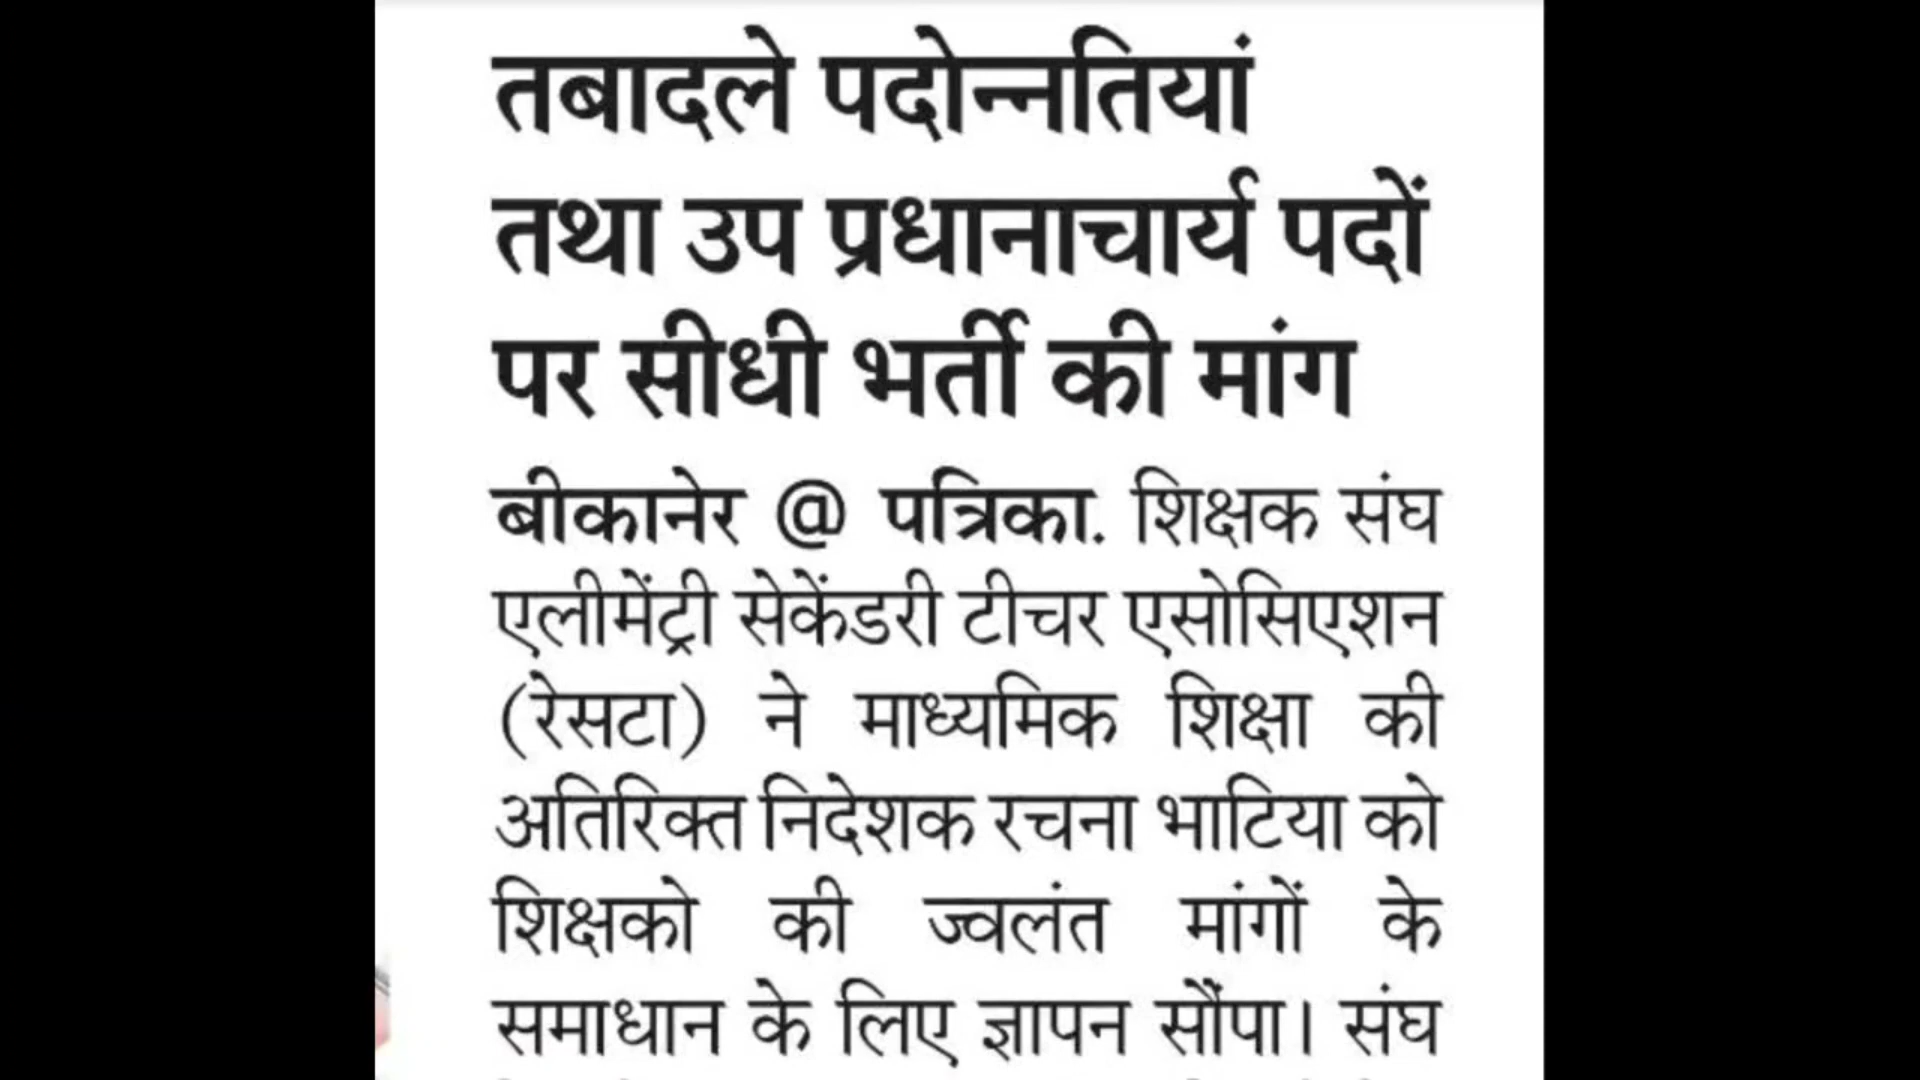 तबादले पदोन्नतियां
तथा उप प्रधानाचार्य पदों
पर सीधी भर्ती की मांग
बीकानेर @ पत्रिका. शिक्षक संघ
एलीमेंट्री सेकेंडरी टीचर एसोसिएशन
(रेसटा) ने माध्यमिक शिक्षा की
अतिरिक्त निदेशक रचना भाटिया को
शिक्षको की ज्वलंत मांगों के
समाधान के लिए ज्ञापन सौंपा। संघ